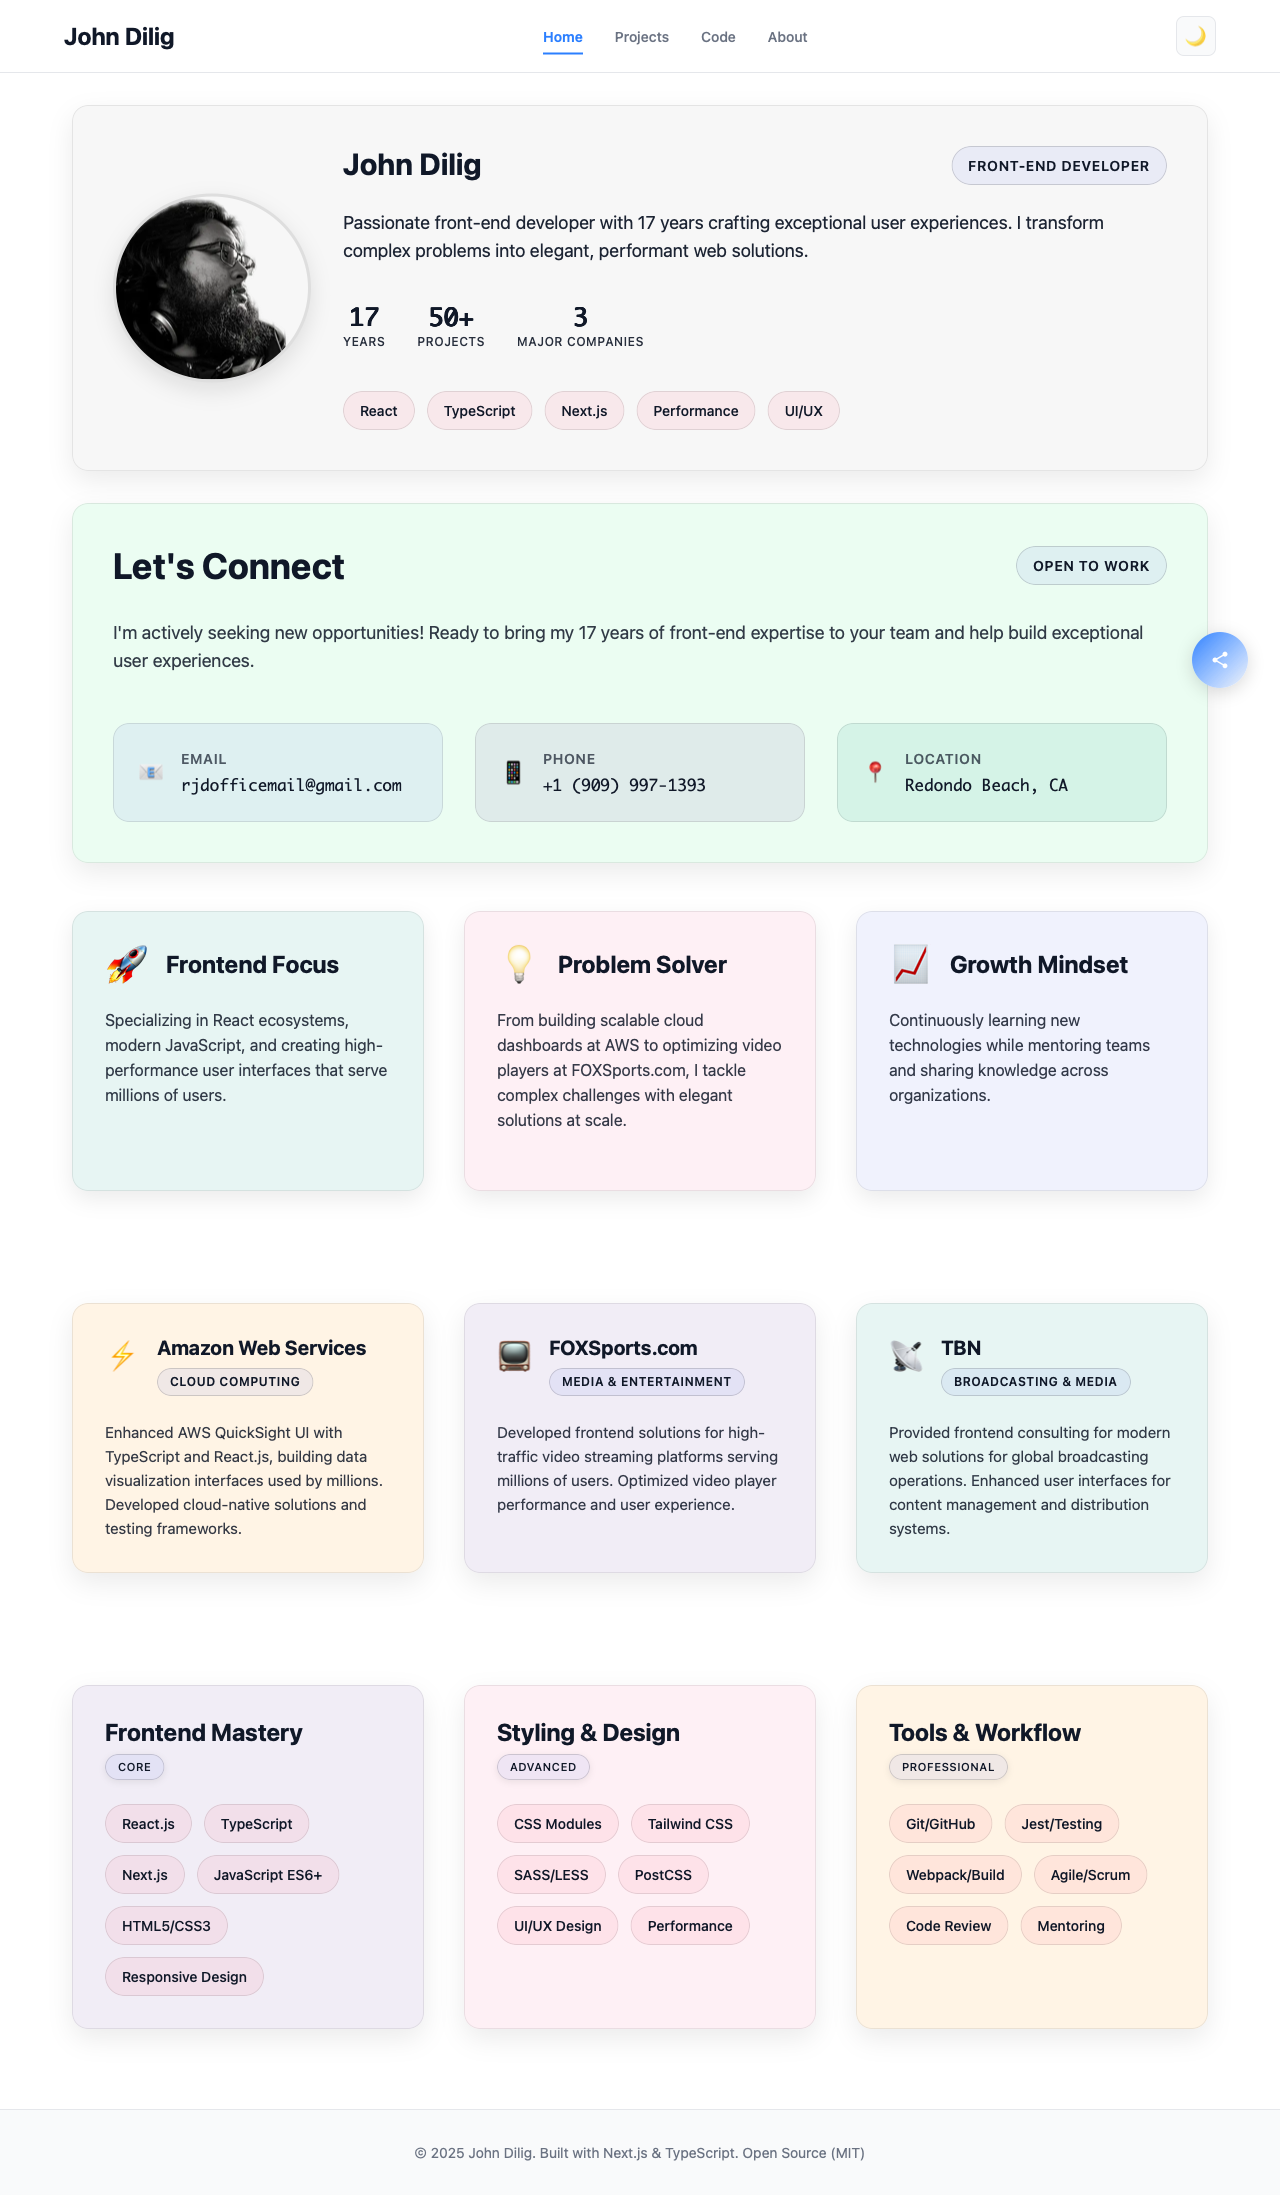 John Dilig
Home Projects Code About
John Dilig
FRONT-END DEVELOPER
Passionate front-end developer with 17 years crafting exceptional user experiences. I transform
complex problems into elegant, performant web solutions.
17 50+ 3
YEARS PROJECTS MAJOR COMPANIES
React TypeScript Next.js Performance UI/UX
Let's Connect
OPEN TO WORK
I'm actively seeking new opportunities! Ready to bring my 17 years of front-end expertise to your team and help build exceptional
user experiences.
EMAIL
rjdofficemail@gmail.com
PHONE
+1 (909) 997-1393
LOCATION
Redondo Beach, CA
Frontend Focus
Specializing in React ecosystems,
modern JavaScript, and creating high-
performance user interfaces that serve
millions of users.
Problem Solver
From building scalable cloud
dashboards at AWS to optimizing video
players at FOXSports.com, I tackle
complex challenges with elegant
solutions at scale.
Growth Mindset
Continuously learning new
technologies while mentoring teams
and sharing knowledge across
organizations.
Amazon Web Services
CLOUD COMPUTING
Enhanced AWS QuickSight UI with
TypeScript and React.js, building data
visualization interfaces used by millions.
Developed cloud-native solutions and
testing frameworks.
FOXSports.com
MEDIA & ENTERTAINMENT
Developed frontend solutions for high-
traffic video streaming platforms serving
millions of users. Optimized video player
performance and user experience.
TBN
BROADCASTING & MEDIA
Provided frontend consulting for modern
web solutions for global broadcasting
operations. Enhanced user interfaces for
content management and distribution
systems.
Frontend Mastery
CORE
React.js TypeScript
Next.js JavaScript ES6+
HTML5/CSS3
Responsive Design
Styling & Design
ADVANCED
CSS Modules Tailwind CSS
SASS/LESS PostCSS
UI/UX Design Performance
Tools & Workflow
PROFESSIONAL
Git/GitHub Jest/Testing
Webpack/Build Agile/Scrum
Code Review Mentoring
© 2025 John Dilig. Built with Next.js & TypeScript. Open Source (MIT)